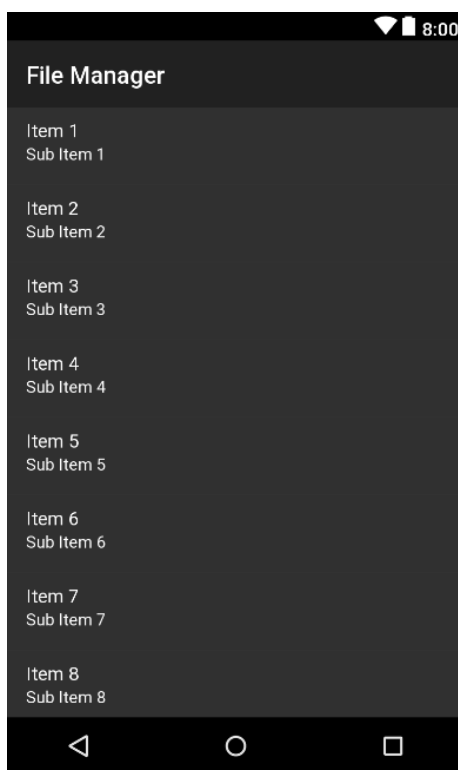 8:00
File Manager
Item 1
Sub Item 1
Item 2
Sub Item 2
Item 3
Sub Item 3
Item 4
Sub Item 4
Item 5
Sub Item 5
Item 6
Sub Item 6
Item 7
Sub Item 7
Item 8
Sub Item 8